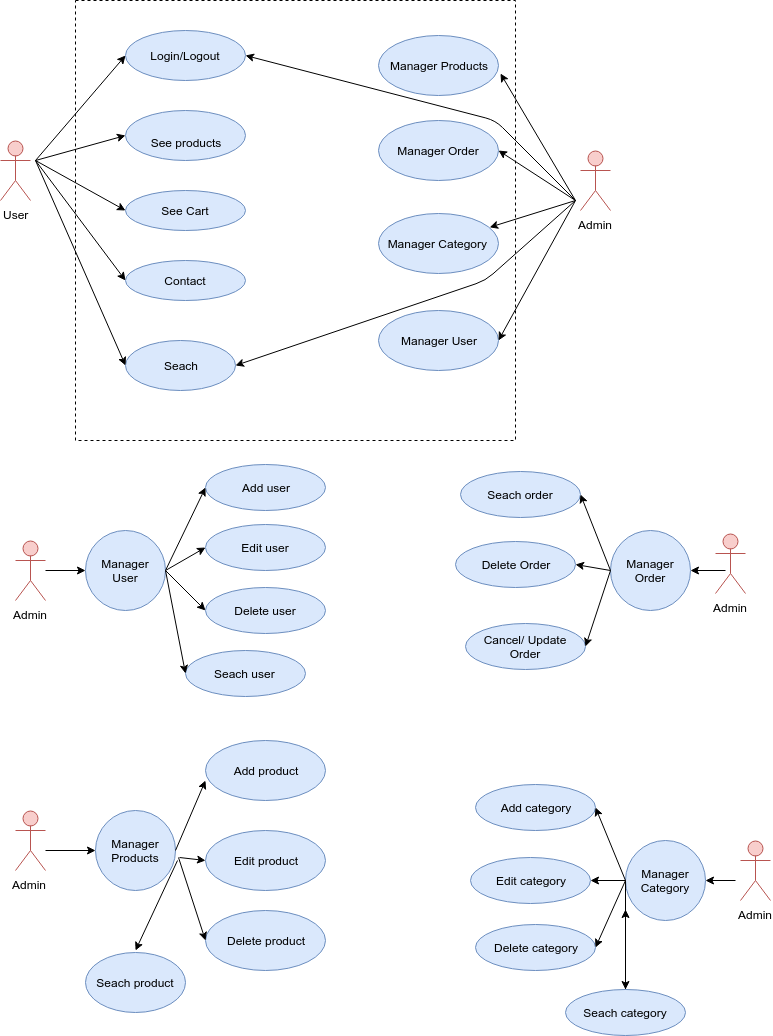 Login/Logout
Manager Products
See products
Manager Order
User
See Cart
Admin
Manager Category
Contact
Manager User
Seach
Add user
Edit user
Manager
User
Admin
Delete user
Seach user
Seach order
Delete Order
Manager
Order
Admin
Cancel/ Update
Order
Add product
Manager
Products
Edit product
Admin
Delete product
Seach product
Add category
Edit category
Manager
Category
Admin
Delete category
Seach category